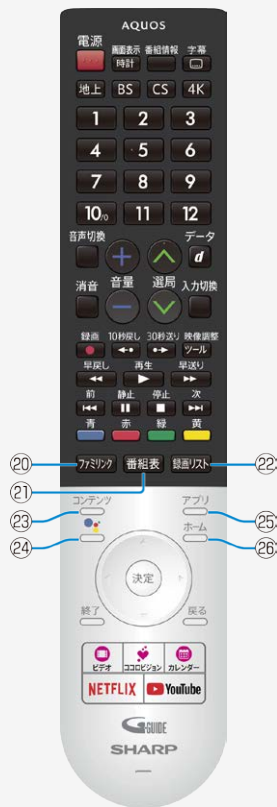 AQUOS
電源 画面表示 番組情報 字幕
時計
地上 BS CS 4K
1 2 3
4 5 6
7 8 9
10/0 11 12
音声切換 データ
d
消音 音量 選局 入力切換
録画 10秒戻し 30秒送り 映像調整
ツール
早戻し 再生 早送り
前 静止 停止 次
青 赤 緑 黄
⑳ ファミリンク 番組表 録画リスト ㉒
㉑
㉓ コンテンツ アプリ ㉕
㉔ ホーム ㉖
決定
終了 戻る
ビデオ ココロビジョン カレンダー
NETFLIX YouTube
G-GUIDE
SHARP